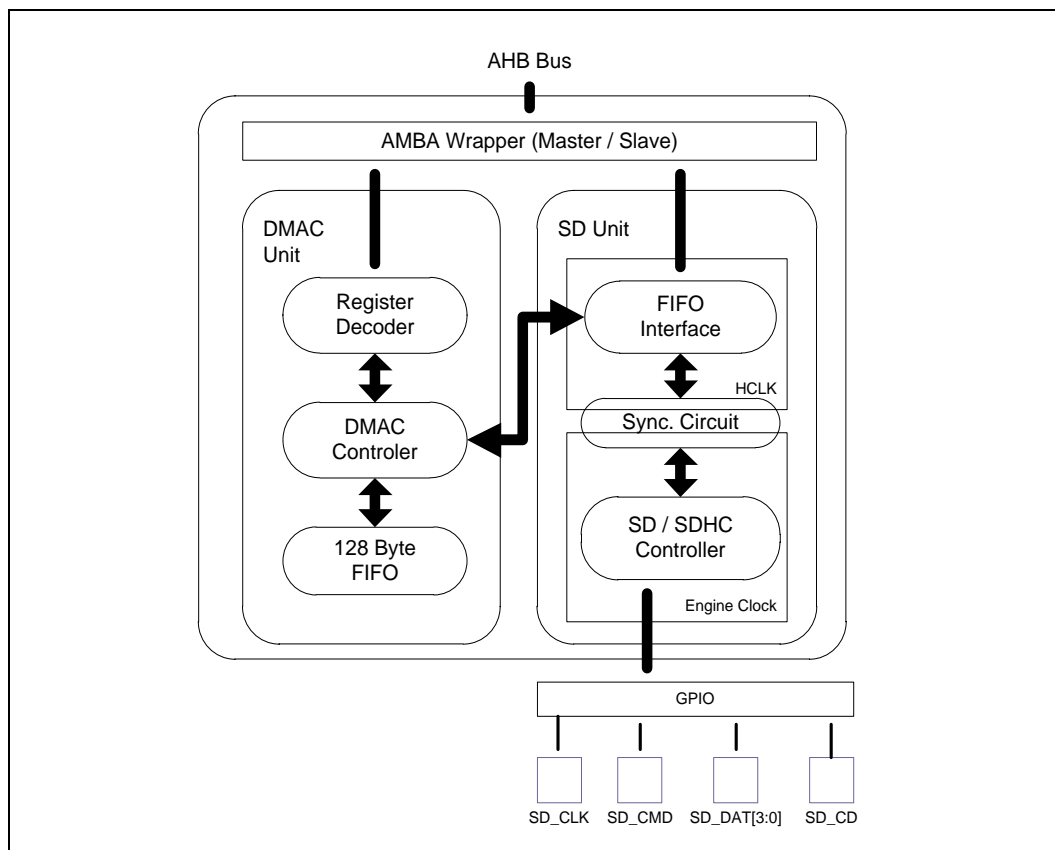 AHB Bus
AMBA Wrapper (Master / Slave)
DMAC
Unit
Register
Decoder
DMAC
Controler
128 Byte
FIFO
SD Unit
FIFO
Interface
HCLK
Sync. Circuit
SD / SDHC
Controller
Engine Clock
GPIO
SD_CLK
SD_CMD
SD_DAT[3:0]
SD_CD